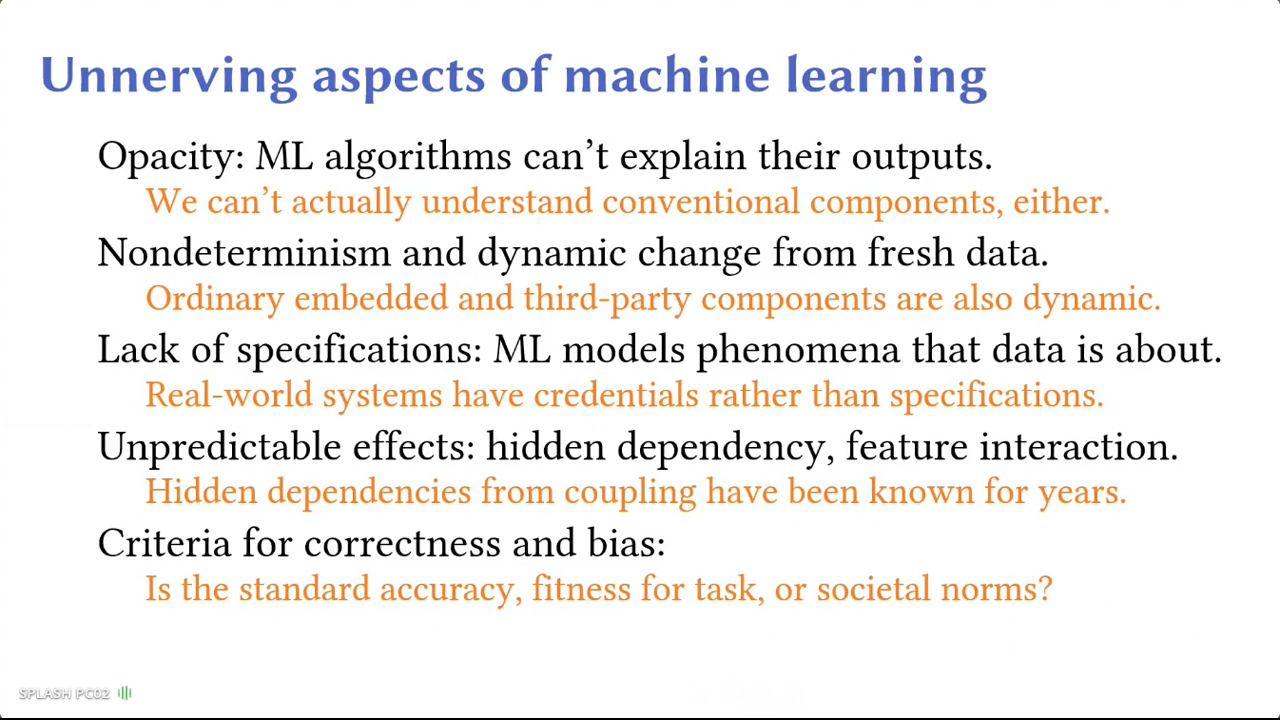 Unnerving aspects of machine learning
Opacity: ML algorithms can’t explain their outputs.
We can’t actually understand conventional components, either.
Nondeterminism and dynamic change from fresh data.
Ordinary embedded and third-party components are also dynamic.
Lack of specifications: ML models phenomena that data is about.
Real-world systems have credentials rather than specifications.
Unpredictable effects: hidden dependency, feature interaction.
Hidden dependencies from coupling have been known for years.
Criteria for correctness and bias:
Is the standard accuracy, fitness for task, or societal norms?
SPLASH PC02